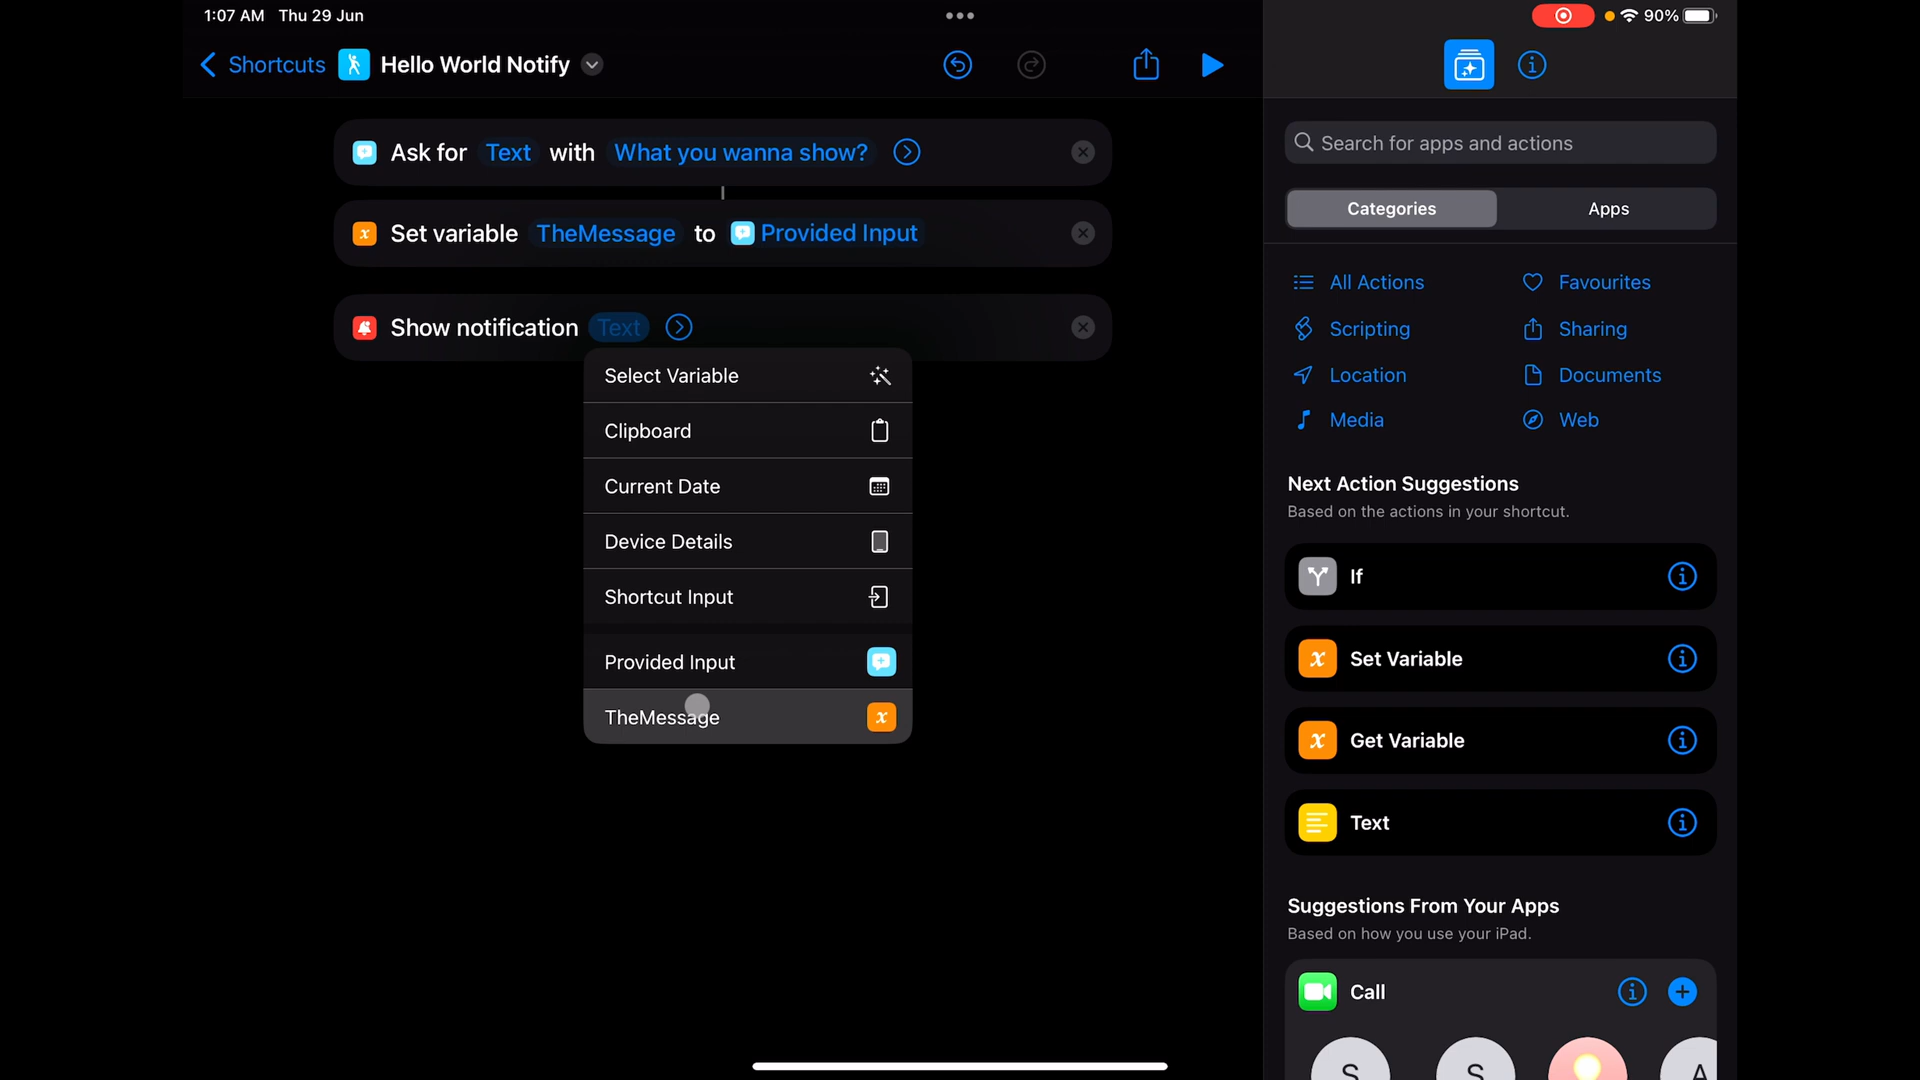 1:07 AM Thu 29 Jun
90%
Shortcuts Hello World Notify
Ask for Text with What you wanna show?
Set variable TheMessage to Provided Input
Show notification Text
Select Variable
Clipboard
Current Date
Device Details
Shortcut Input
Provided Input
TheMessage
x
Search for apps and actions
Categories Apps
All Actions Favourites
Scripting Sharing
Location Documents
Media Web
Next Action Suggestions
Based on the actions in your shortcut.
If
Set Variable
Get Variable
Text
Suggestions From Your Apps
Based on how you use your iPad.
Call
S S A